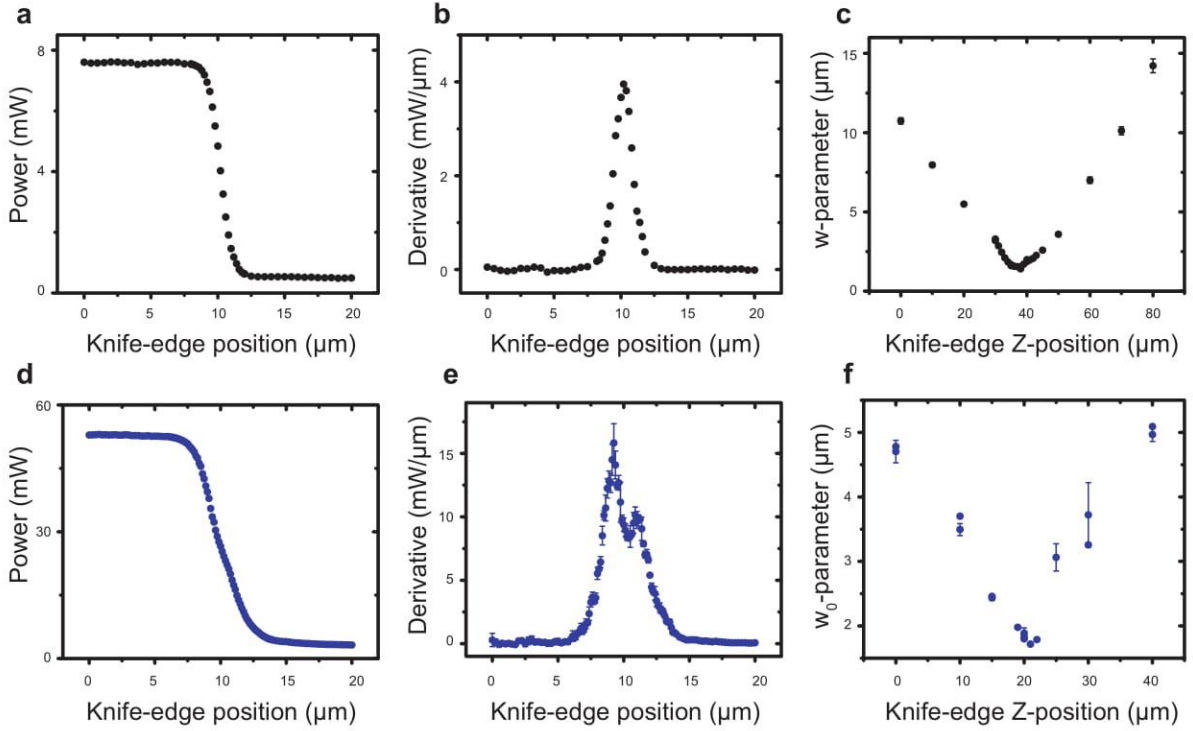 a
8
4
0
Power (mW)
0 5 10 15 20
Knife-edge position (µm)
b
4
2
0
Derivative (mW/µm)
0 5 10 15 20
Knife-edge position (µm)
c
15
10
5
0
w-parameter (µm)
0 20 40 60 80
Knife-edge Z-position (µm)
d
60
30
0
Power (mW)
0 5 10 15 20
Knife-edge position (µm)
e
15
10
5
0
Derivative (mW/µm)
0 5 10 15 20
Knife-edge position (µm)
f
5
4
3
2
w₀-parameter (µm)
0 10 20 30 40
Knife-edge Z-position (µm)